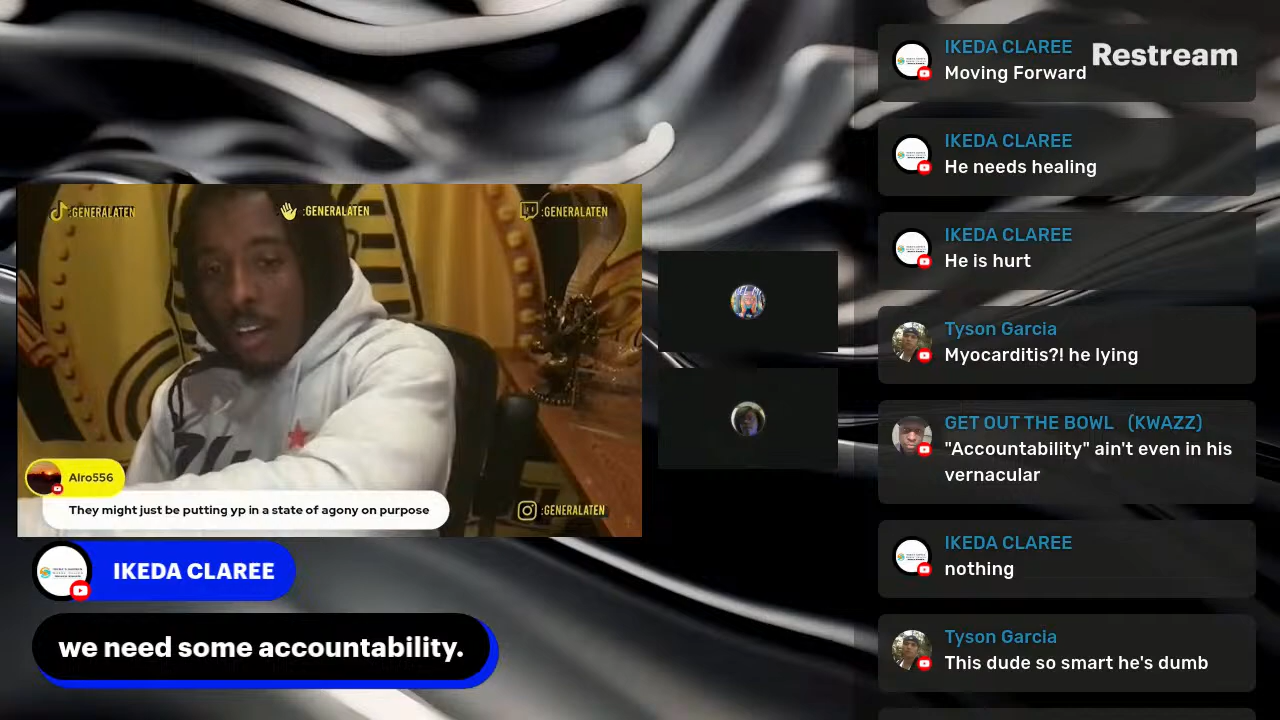 IKEDA CLAREE
Moving Forward
Restream
IKEDA CLAREE
He needs healing
IKEDA CLAREE
He is hurt
Tyson Garcia
Myocarditis?! he lying
GET OUT THE BOWL (KWAZZ)
"Accountability" ain't even in his
vernacular
IKEDA CLAREE
nothing
Tyson Garcia
This dude so smart he's dumb
:GENERALATEN
:GENERALATEN
:GENERALATEN
Alro556
They might just be putting yp in a state of agony on purpose
:GENERALATEN
IKEDA CLAREE
we need some accountability.